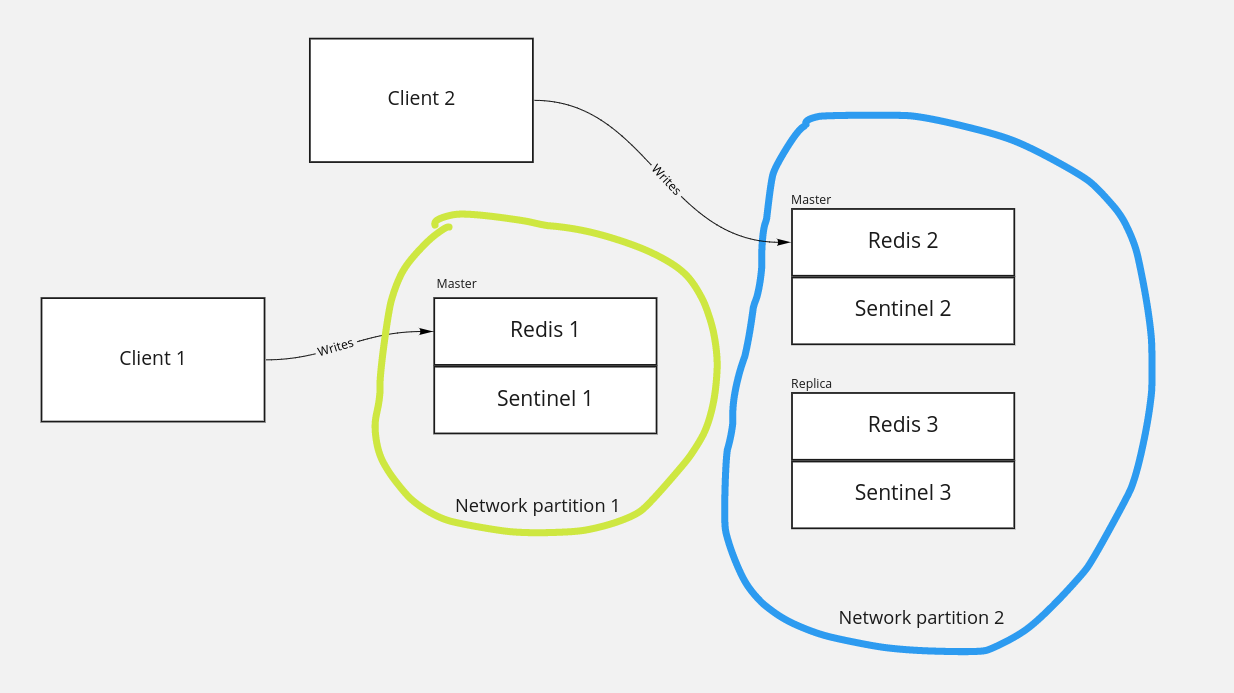 Client 2
Writes
Master
Redis 2
Sentinel 2
Master
Redis 1
Sentinel 1
Client 1
Writes
Replica
Redis 3
Sentinel 3
Network partition 1
Network partition 2